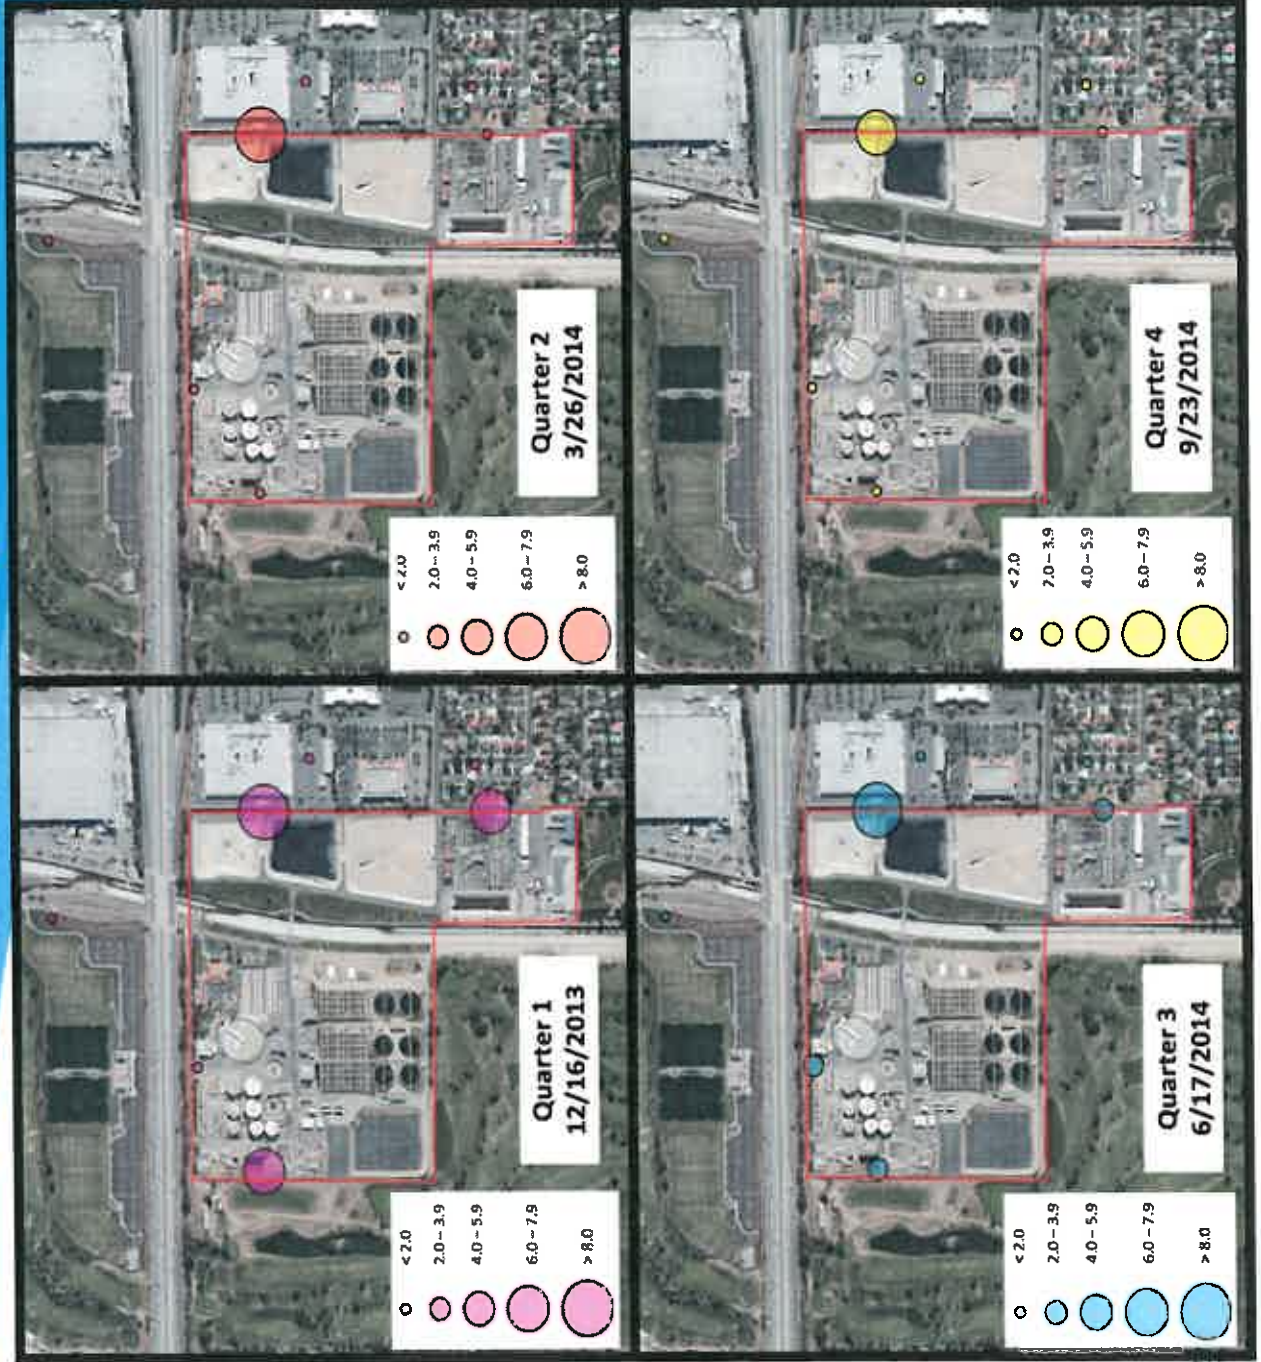 Quarter 1
12/16/2013
< 2.0
2.0 – 3.9
4.0 – 5.9
6.0 – 7.9
> 8.0
Quarter 2
3/26/2014
< 2.0
2.0 – 3.9
4.0 – 5.9
6.0 – 7.9
> 8.0
Quarter 3
6/17/2014
< 2.0
2.0 – 3.9
4.0 – 5.9
6.0 – 7.9
> 8.0
Quarter 4
9/23/2014
< 2.0
2.0 – 3.9
4.0 – 5.9
6.0 – 7.9
> 8.0